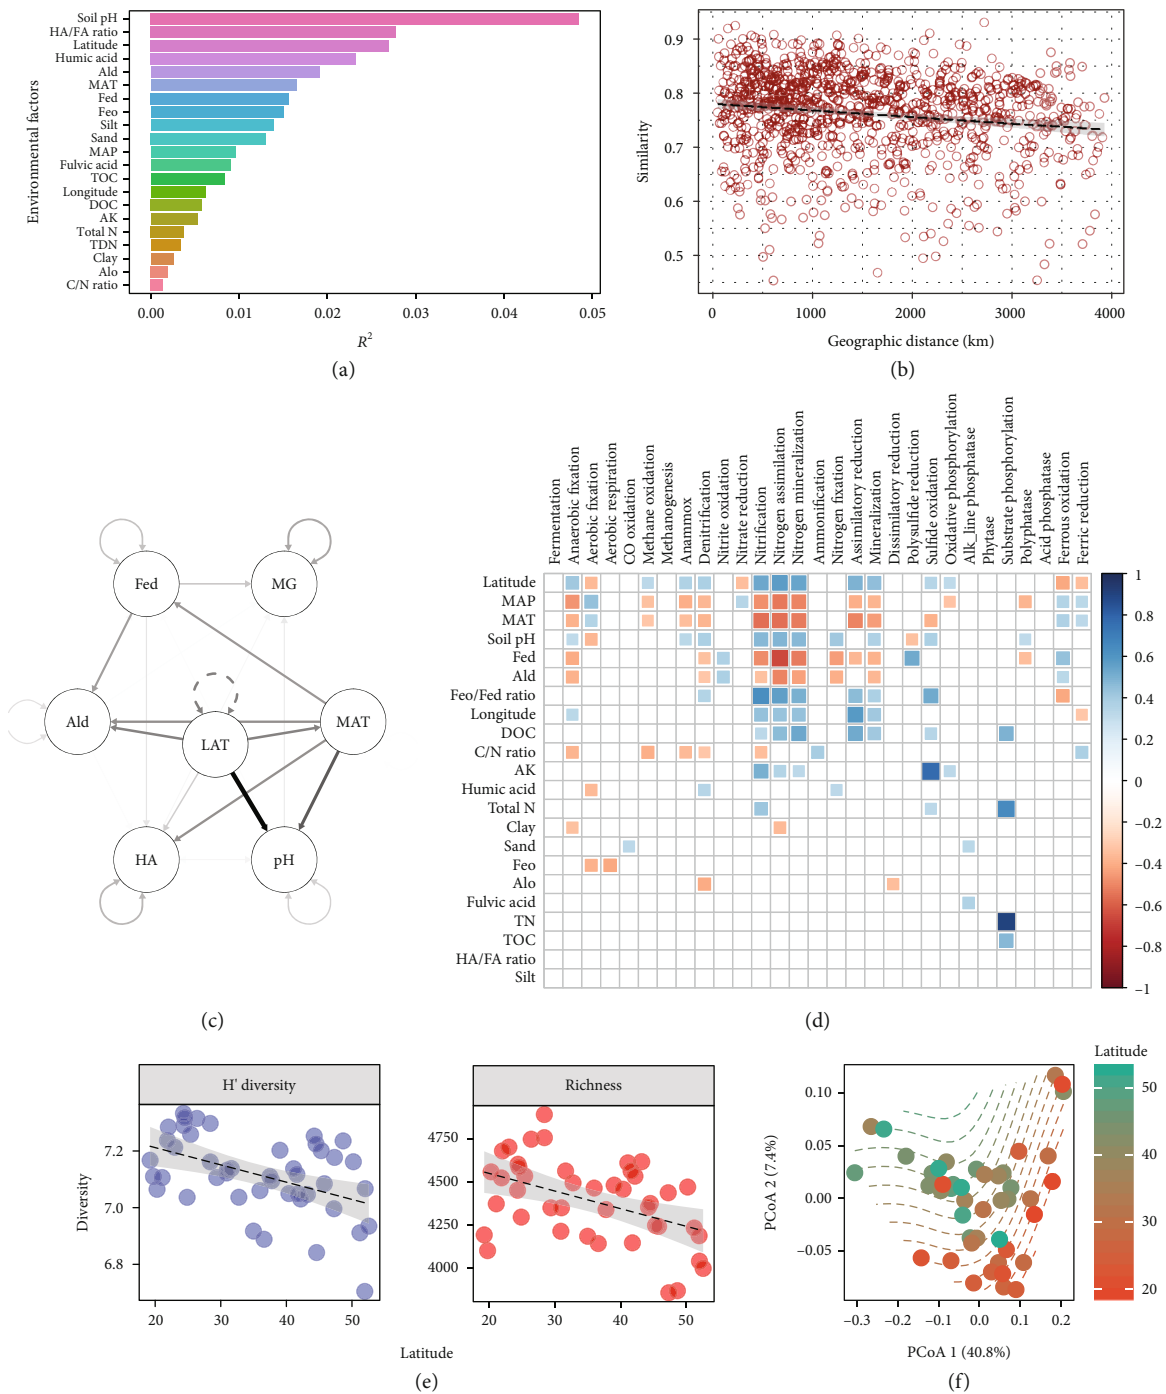 Environmental factors
Soil pH
HA/FA ratio
Latitude
Humic acid
Ald
MAT
Fed
Feo
Silt
Sand
MAP
Fulvic acid
TOC
Longitude
DOC
AK
Total N
TDN
Clay
Alo
C/N ratio
0.00 0.01 0.02 0.03 0.04 0.05
R²
(a)
Similarity
0.9
0.8
0.7
0.6
0.5
0 1000 2000 3000 4000
Geographic distance (km)
(b)
Fed
MG
Ald
LAT
MAT
HA
pH
(c)
Fermentation
Anaerobic fixation
Aerobic fixation
Aerobic respiration
CO oxidation
Methane oxidation
Methanogenesis
Anammox
Denitrification
Nitrite oxidation
Nitrate reduction
Nitrification
Nitrogen assimilation
Nitrogen mineralization
Ammonification
Nitrogen fixation
Assimilatory reduction
Mineralization
Dissimilatory reduction
Polysulfide reduction
Sulfide oxidation
Oxidative phosphorylation
Alk_line phosphatase
Phytase
Substrate phosphorylation
Polyphatase
Acid phosphatase
Ferrous oxidation
Ferric reduction
Latitude
MAP
MAT
Soil pH
Fed
Ald
Feo/Fed ratio
Longitude
DOC
C/N ratio
AK
Humic acid
Total N
Clay
Sand
Feo
Alo
Fulvic acid
TN
TOC
HA/FA ratio
Silt
1
0.8
0.6
0.4
0.2
0
−0.2
−0.4
−0.6
−0.8
−1
(d)
H' diversity
Diversity
7.2
7.0
6.8
20 30 40 50
Richness
4750
4500
4250
4000
20 30 40 50
Latitude
(e)
PCoA 2 (7.4%)
0.10
0.05
0.00
−0.05
−0.3 −0.2 −0.1 0.0 0.1 0.2
PCoA 1 (40.8%)
Latitude
50
40
30
20
(f)